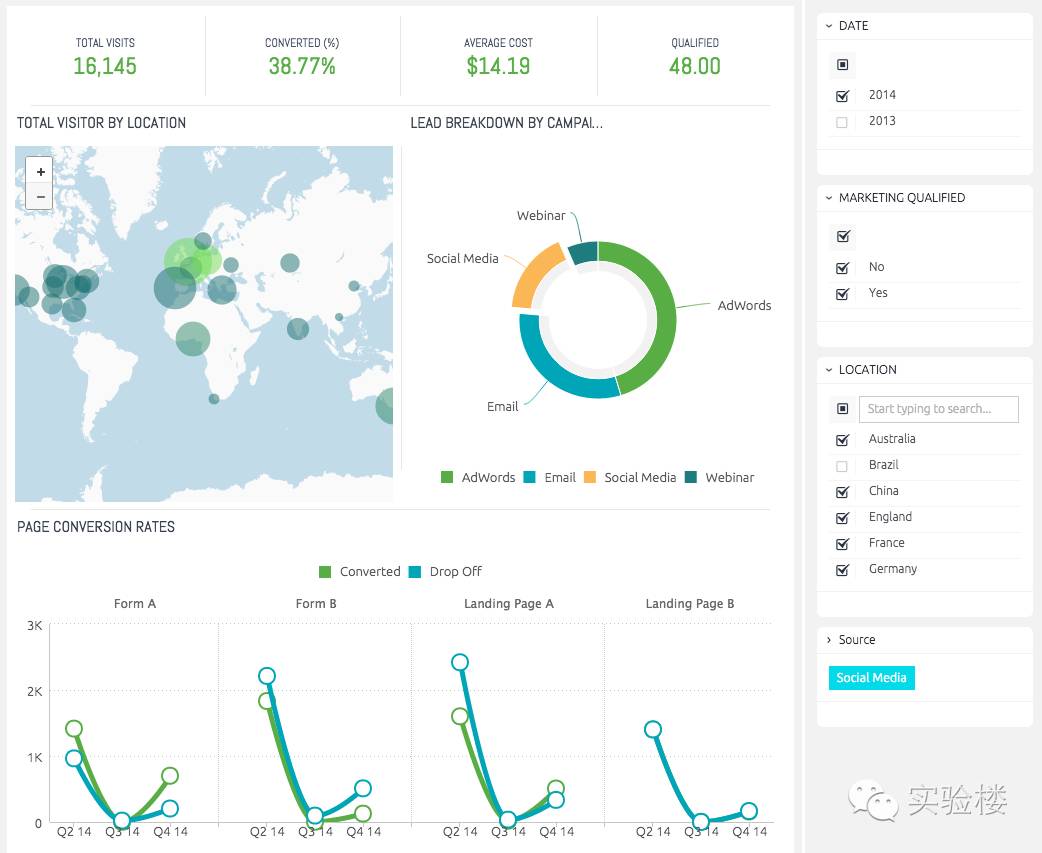 TOTAL VISITS
16,145
CONVERTED (%)
38.77%
AVERAGE COST
$14.19
QUALIFIED
48.00
TOTAL VISITOR BY LOCATION
+
−
LEAD BREAKDOWN BY CAMPAI...
Webinar
Social Media
AdWords
Email
AdWords Email Social Media Webinar
PAGE CONVERSION RATES
Converted Drop Off
Form A Form B Landing Page A Landing Page B
3K
2K
1K
0
Q2 14 Q3 14 Q4 14 Q2 14 Q3 14 Q4 14 Q2 14 Q3 14 Q4 14 Q2 14 Q3 14 Q4 14
DATE
2014
2013
MARKETING QUALIFIED
No
Yes
LOCATION
Start typing to search...
Australia
Brazil
China
England
France
Germany
Source
Social Media
实验楼